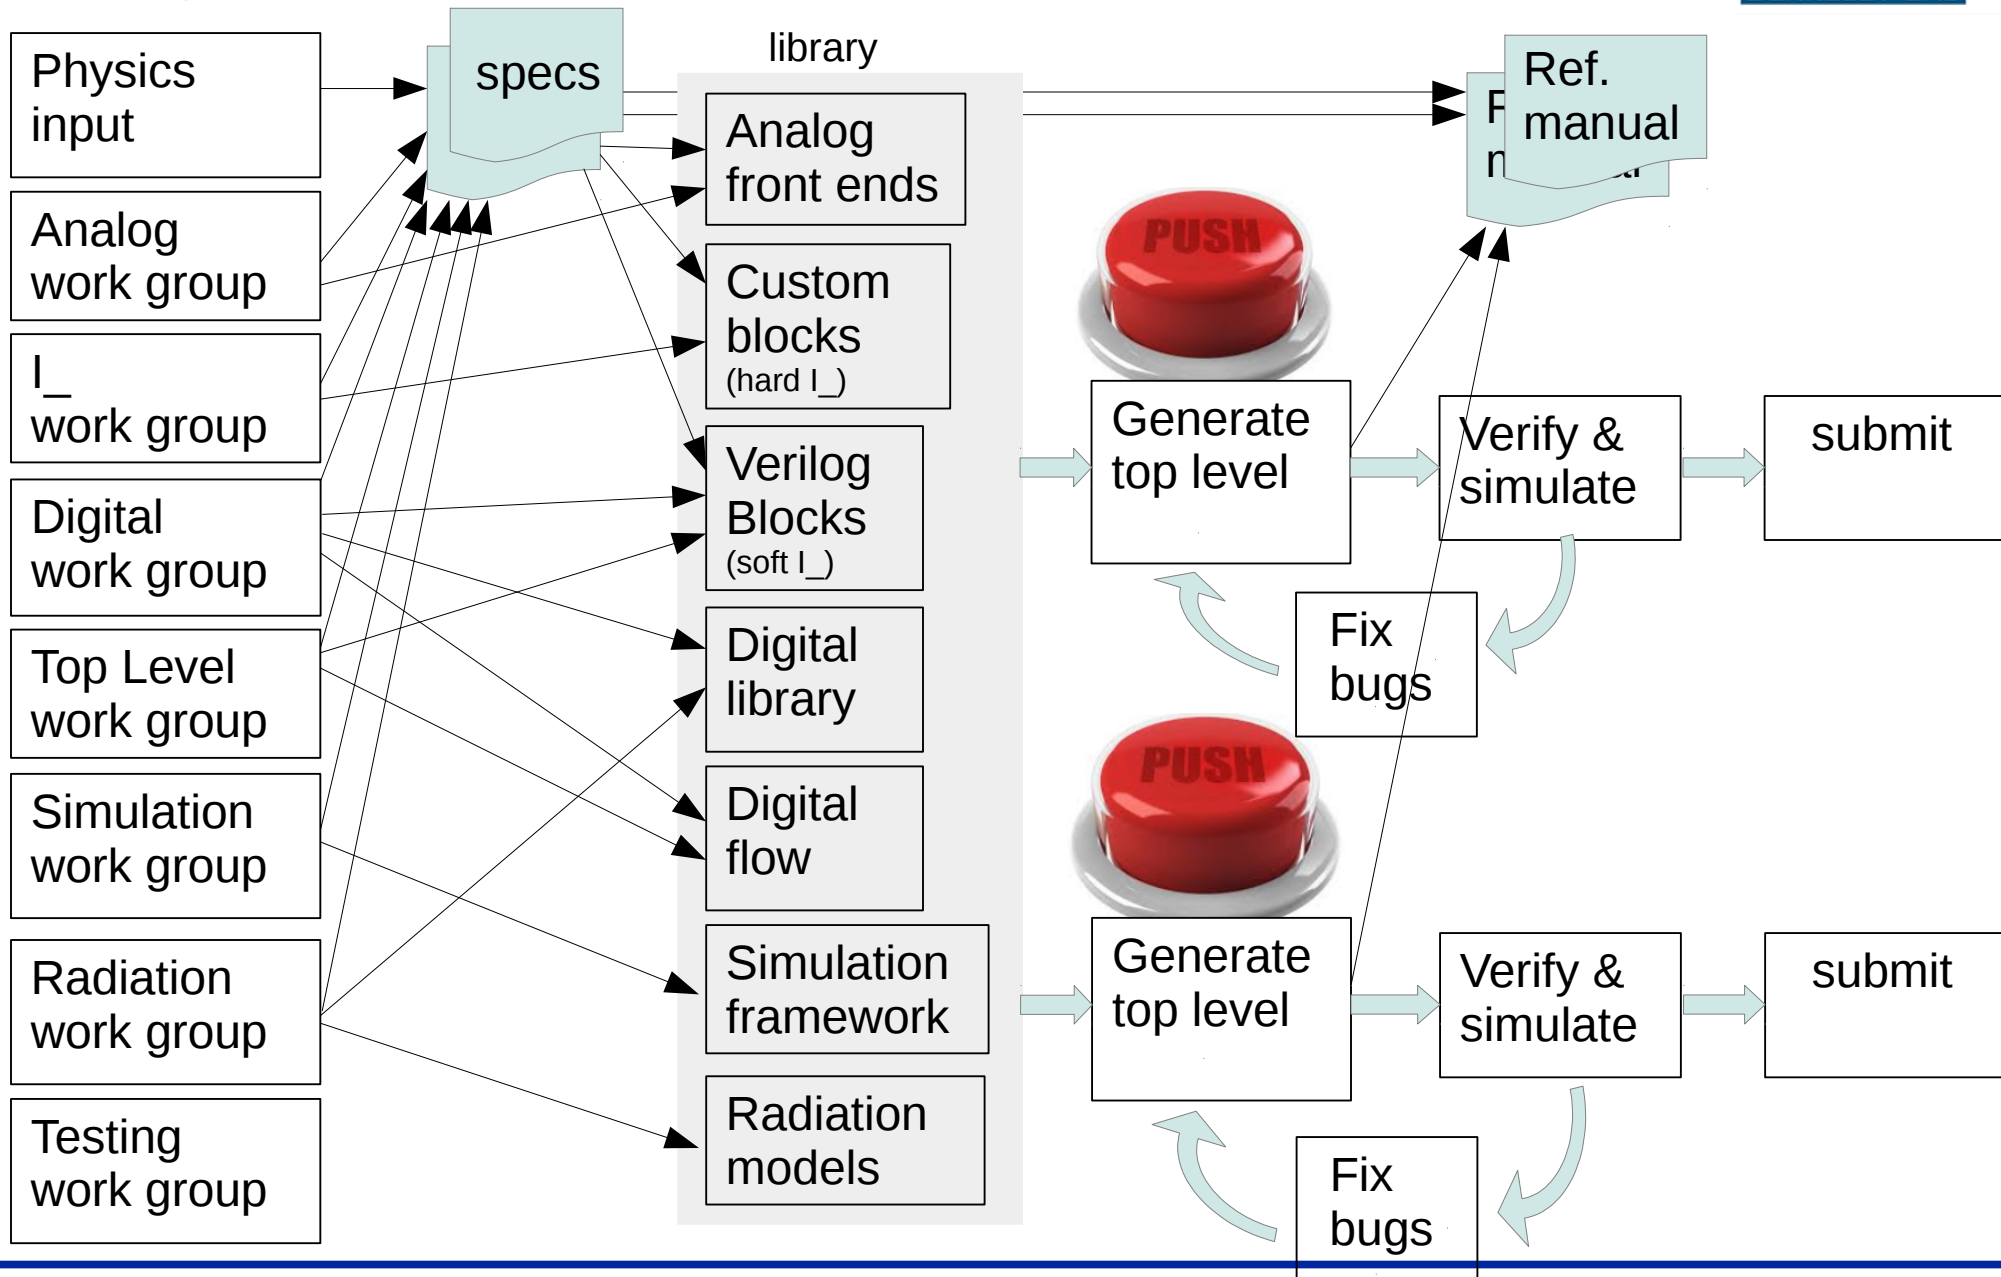 Physics
input
Analog
work group
I_
work group
Digital
work group
Top Level
work group
Simulation
work group
Radiation
work group
Testing
work group
specs
library
Analog
front ends
Custom
blocks
(hard I_)
Verilog
Blocks
(soft I_)
Digital
library
Digital
flow
Simulation
framework
Radiation
models
PUSH
Generate
top level
Verify &
simulate
submit
Fix
bugs
Ref.
manual
PUSH
Generate
top level
Verify &
simulate
submit
Fix
bugs